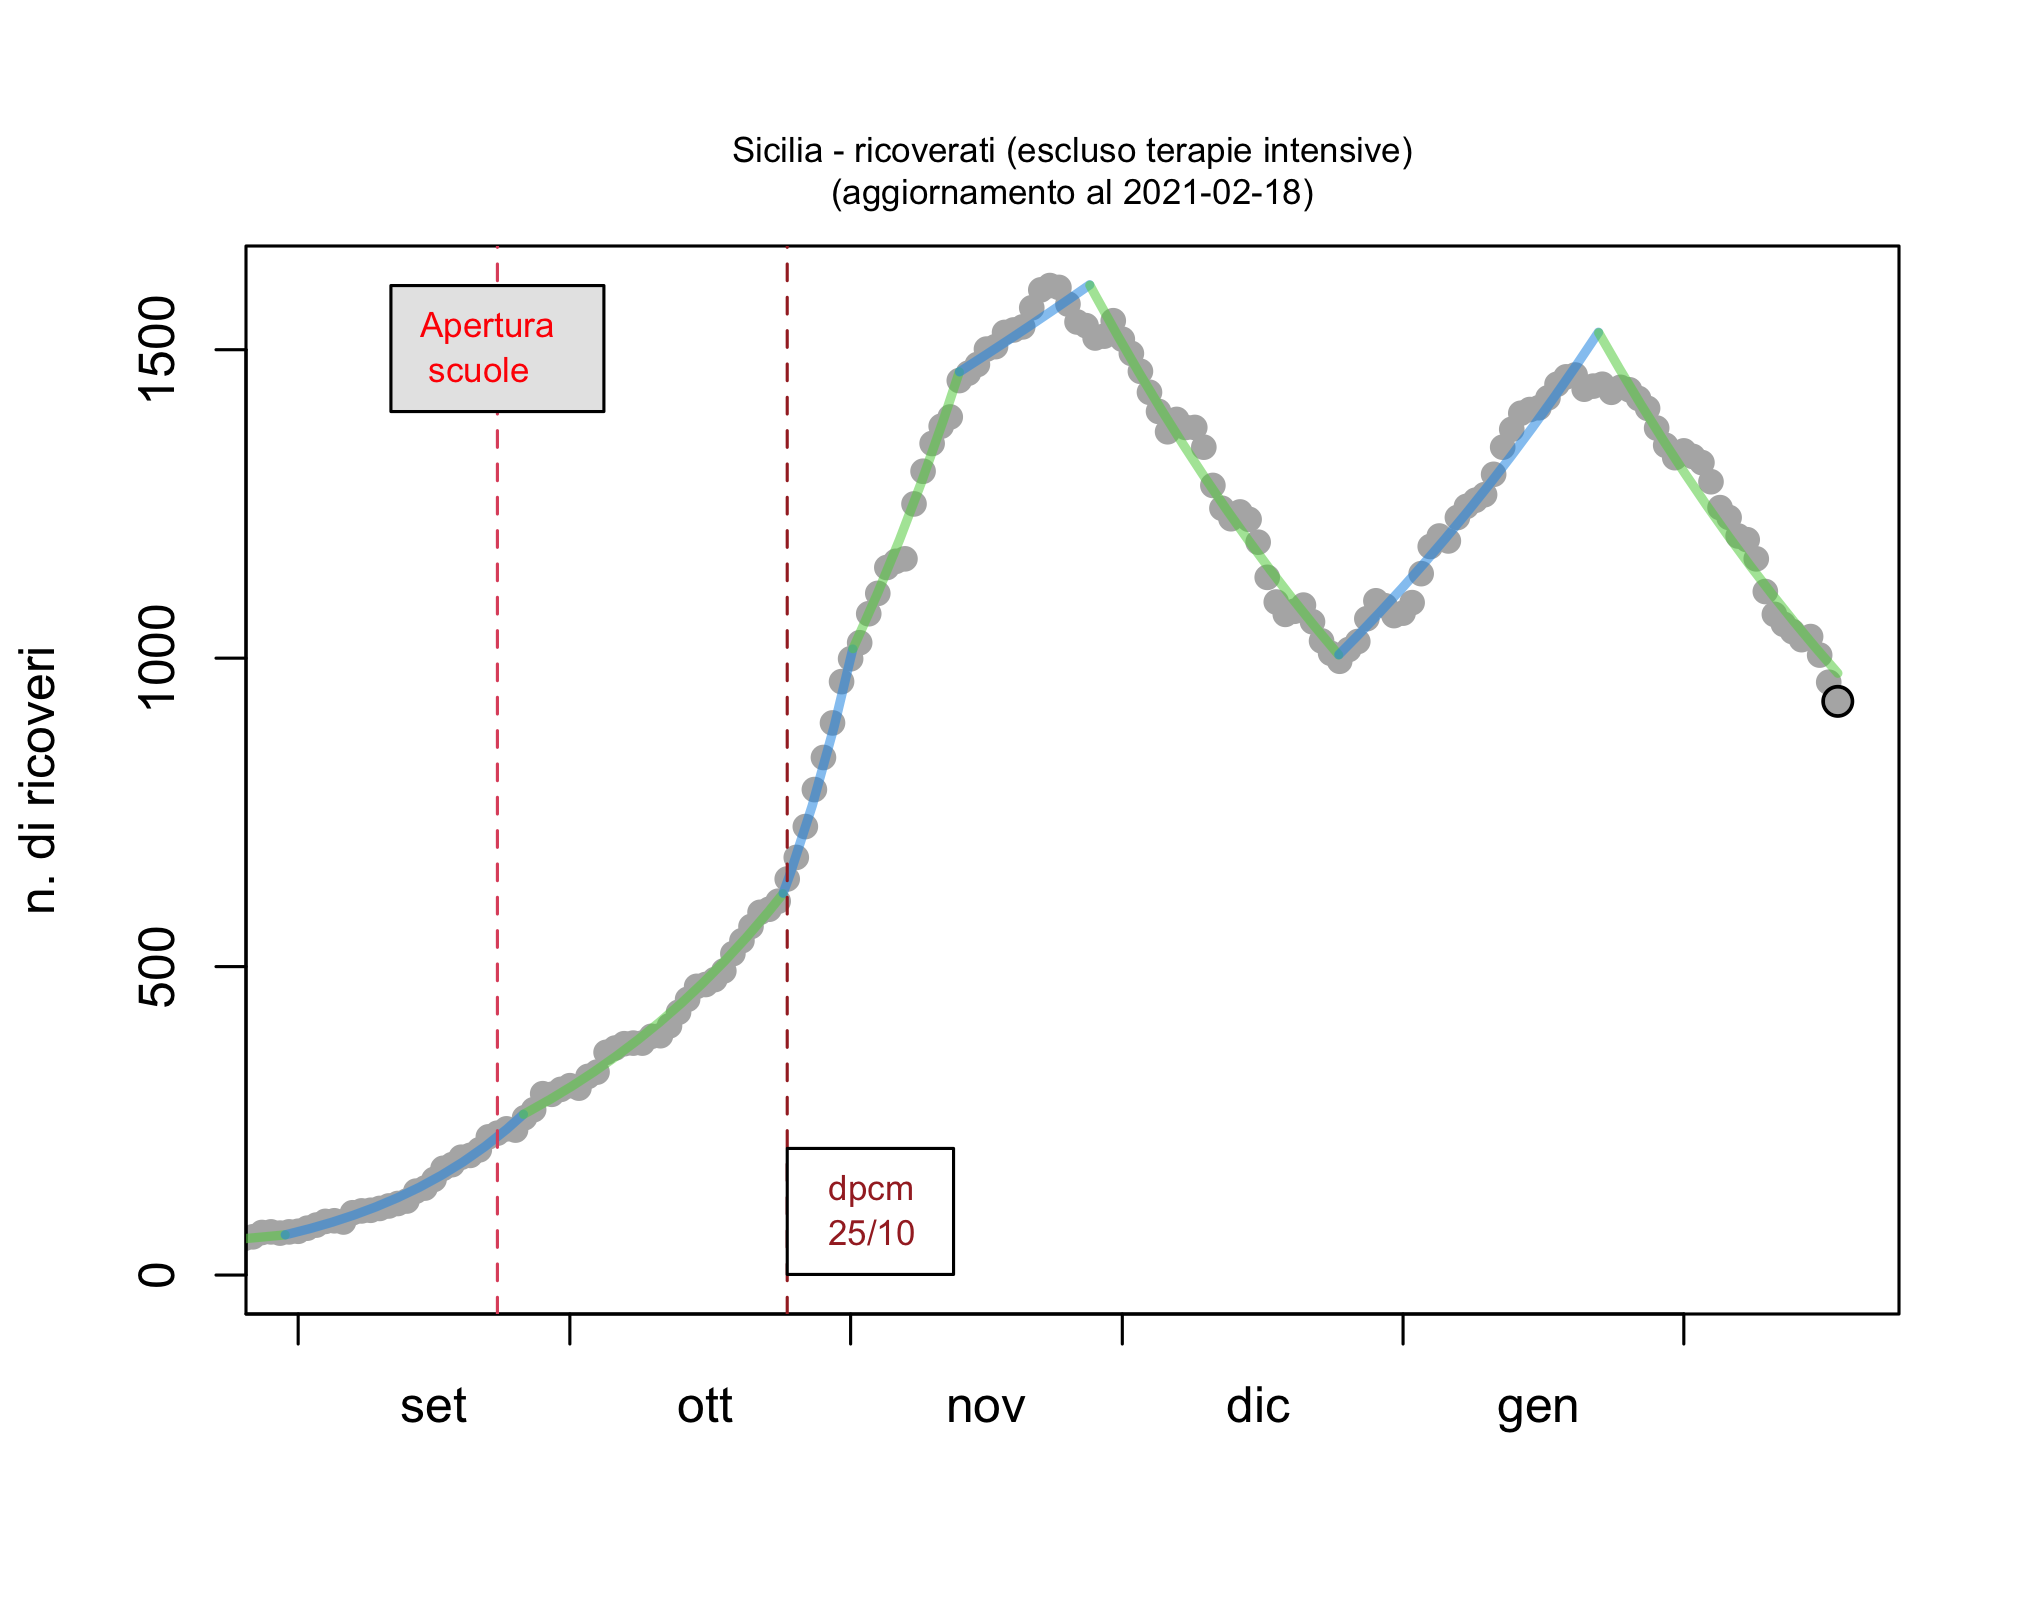 Sicilia - ricoverati (escluso terapie intensive)
(aggiornamento al 2021-02-18)
n. di ricoveri
1500
1000
500
0
Apertura
scuole
dpcm
25/10
set
ott
nov
dic
gen